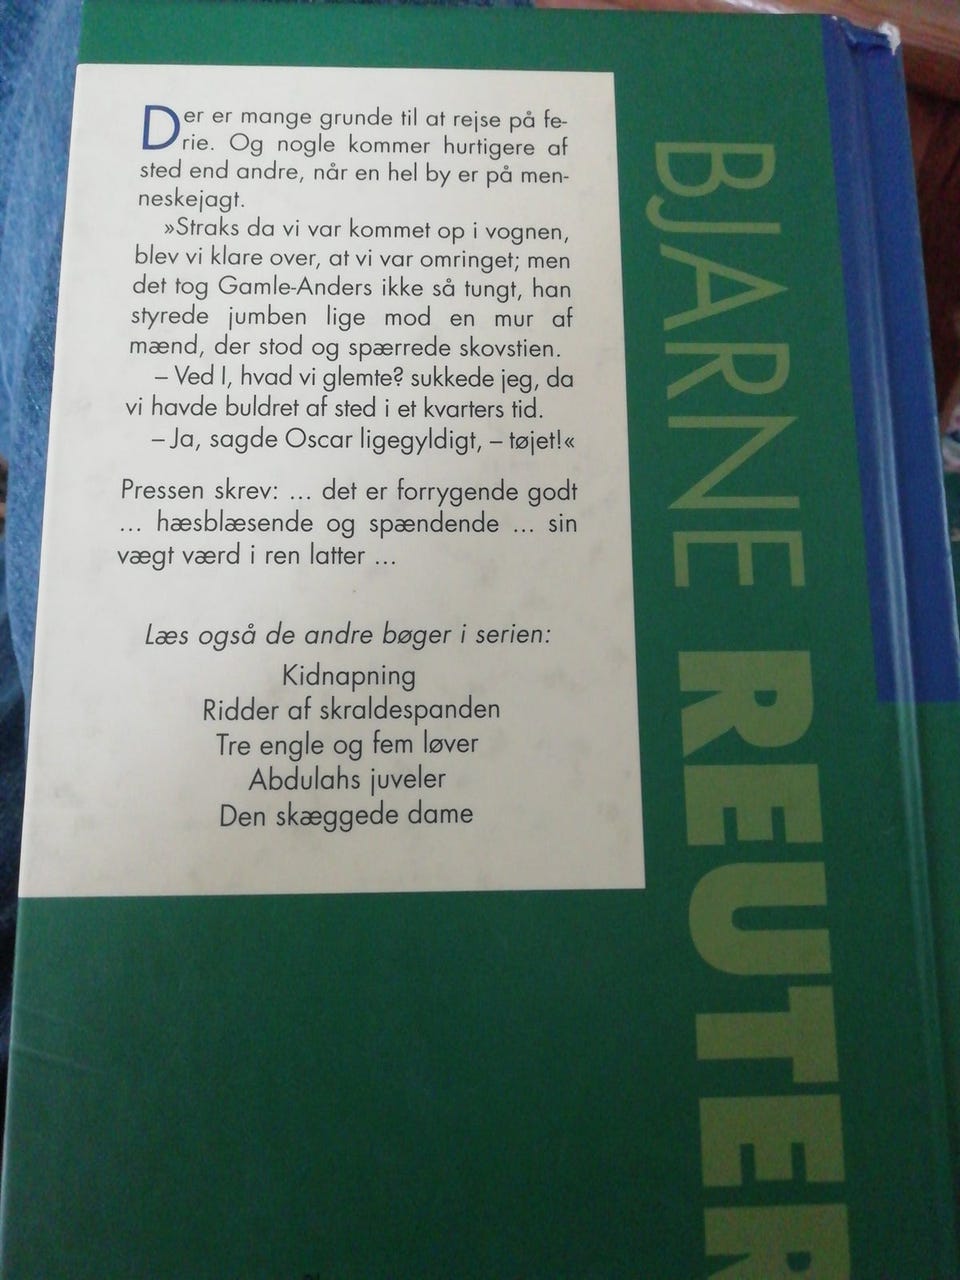 Der er mange grunde til at rejse på fe-
rie. Og nogle kommer hurtigere af
sted end andre, når en hel by er på men-
neskejagt.
»Straks da vi var kommet op i vognen,
blev vi klare over, at vi var omringet; men
det tog Gamle-Anders ikke så tungt, han
styrede jumben lige mod en mur af
mænd, der stod og spærrede skovstien.
– Ved I, hvad vi glemte? sukkede jeg, da
vi havde buldret af sted i et kvarters tid.
– Ja, sagde Oscar ligegyldigt, – tøjet!«
Pressen skrev: ... det er forrygende godt
... hæsblæsende og spændende ... sin
vægt værd i ren latter ...
Læs også de andre bøger i serien:
Kidnapning
Ridder af skraldespanden
Tre engle og fem løver
Abdulahs juveler
Den skæggede dame
BJARNE REUTER